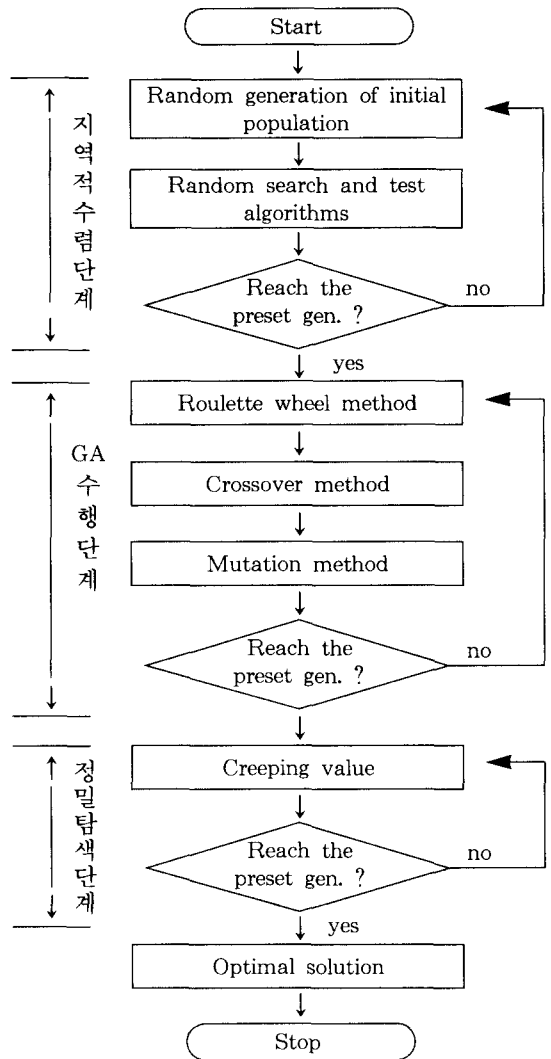 Start
Random generation of initial
population
Random search and test
algorithms
Reach the
preset gen. ?
no
yes
지역적수렴단계
Roulette wheel method
Crossover method
Mutation method
Reach the
preset gen. ?
no
GA
수행단계
Creeping value
Reach the
preset gen. ?
no
yes
정밀탐색단계
Optimal solution
Stop